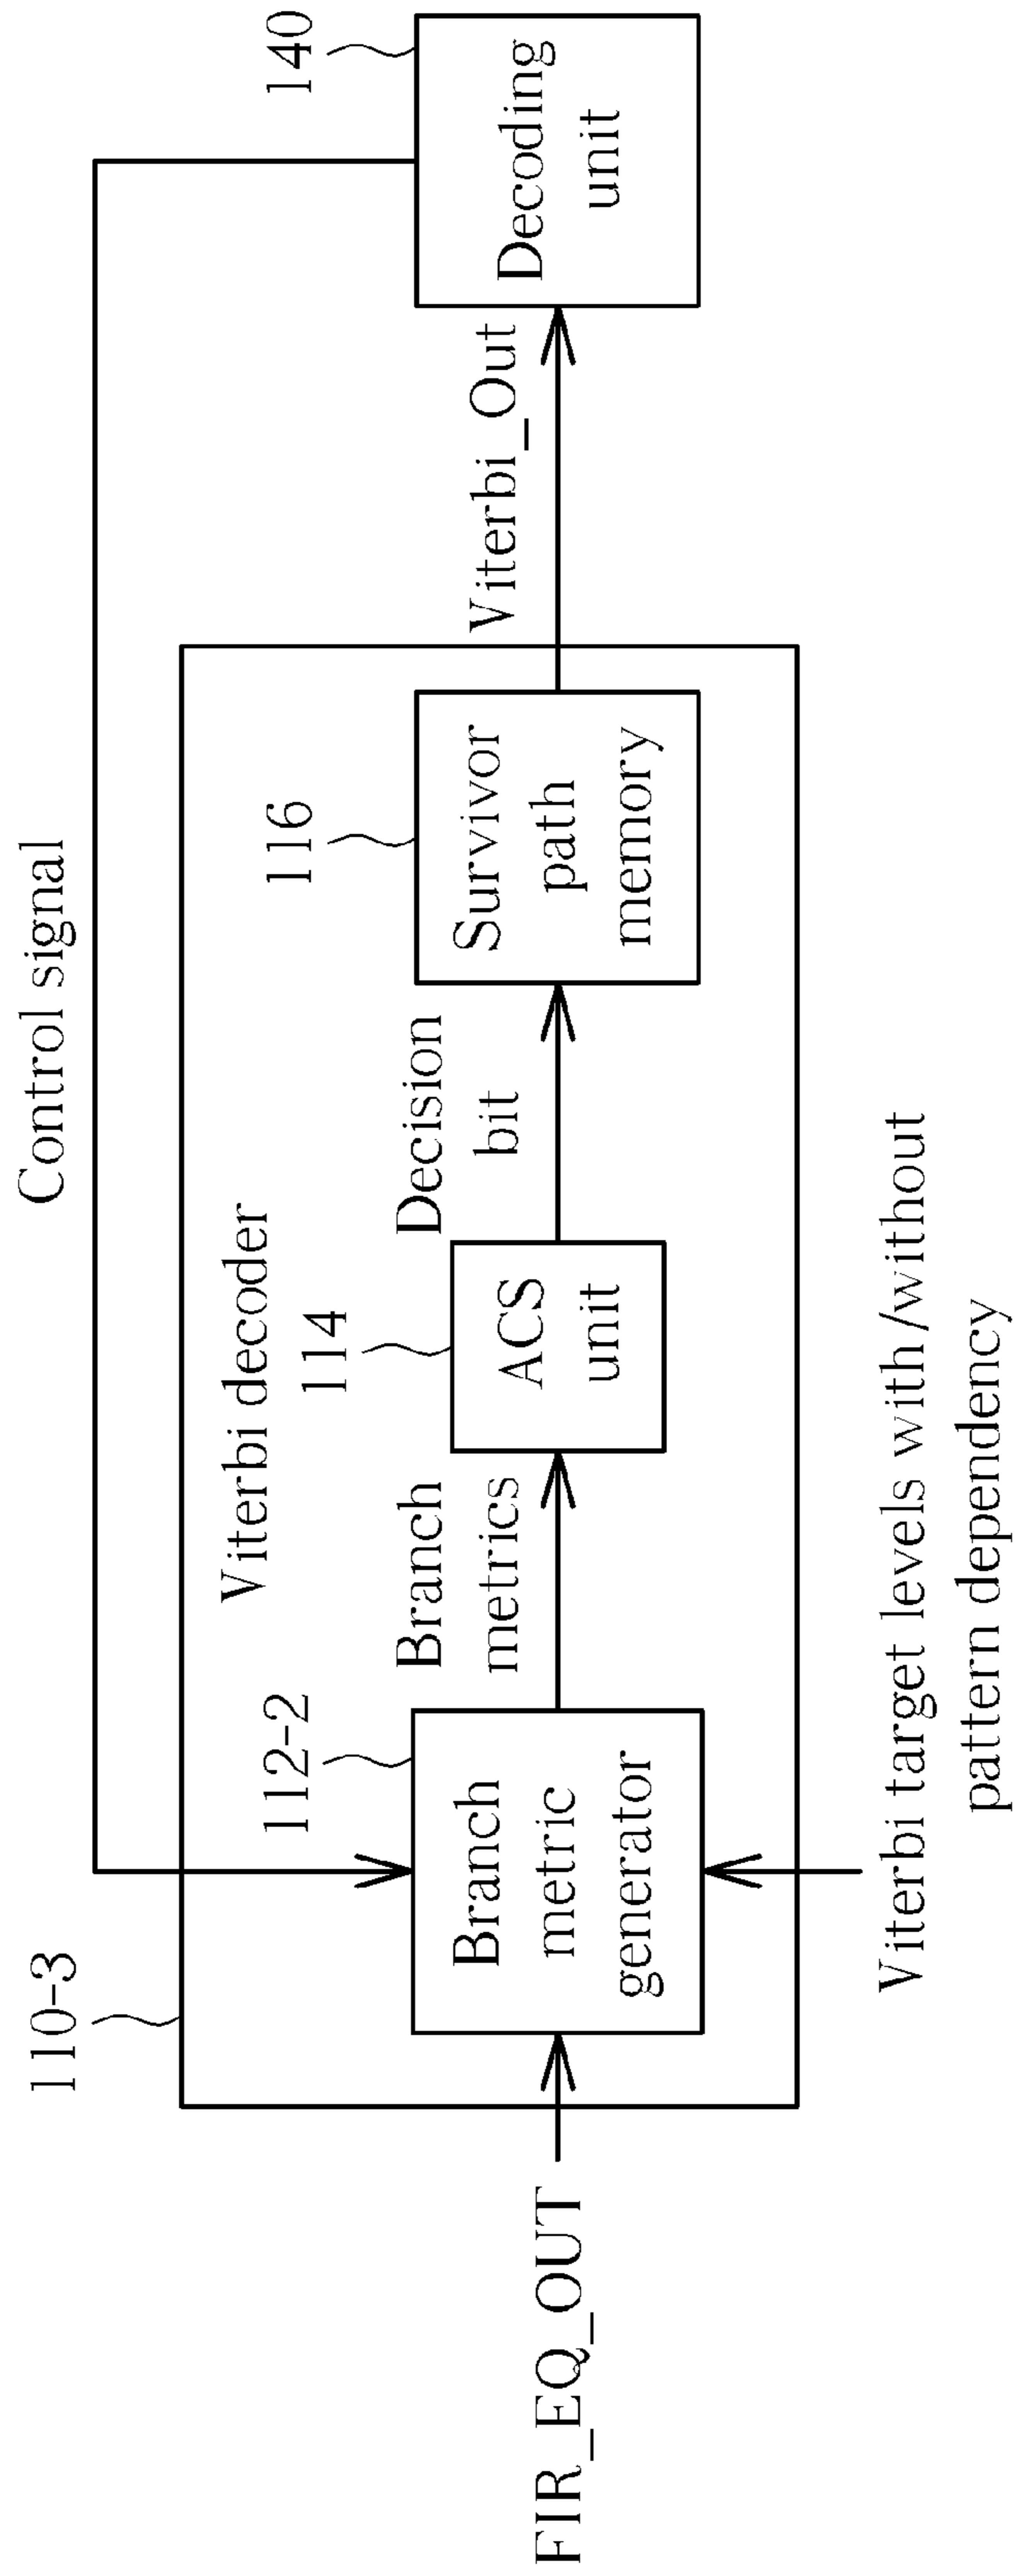 Control signal
110-3
Viterbi decoder
140
112-2
114
116
Branch
metric
generator
Branch
metrics
ACS
unit
Decision
bit
Survivor
path
memory
Viterbi_Out
Decoding
unit
FIR_EQ_OUT
Viterbi target levels with/without
pattern dependency